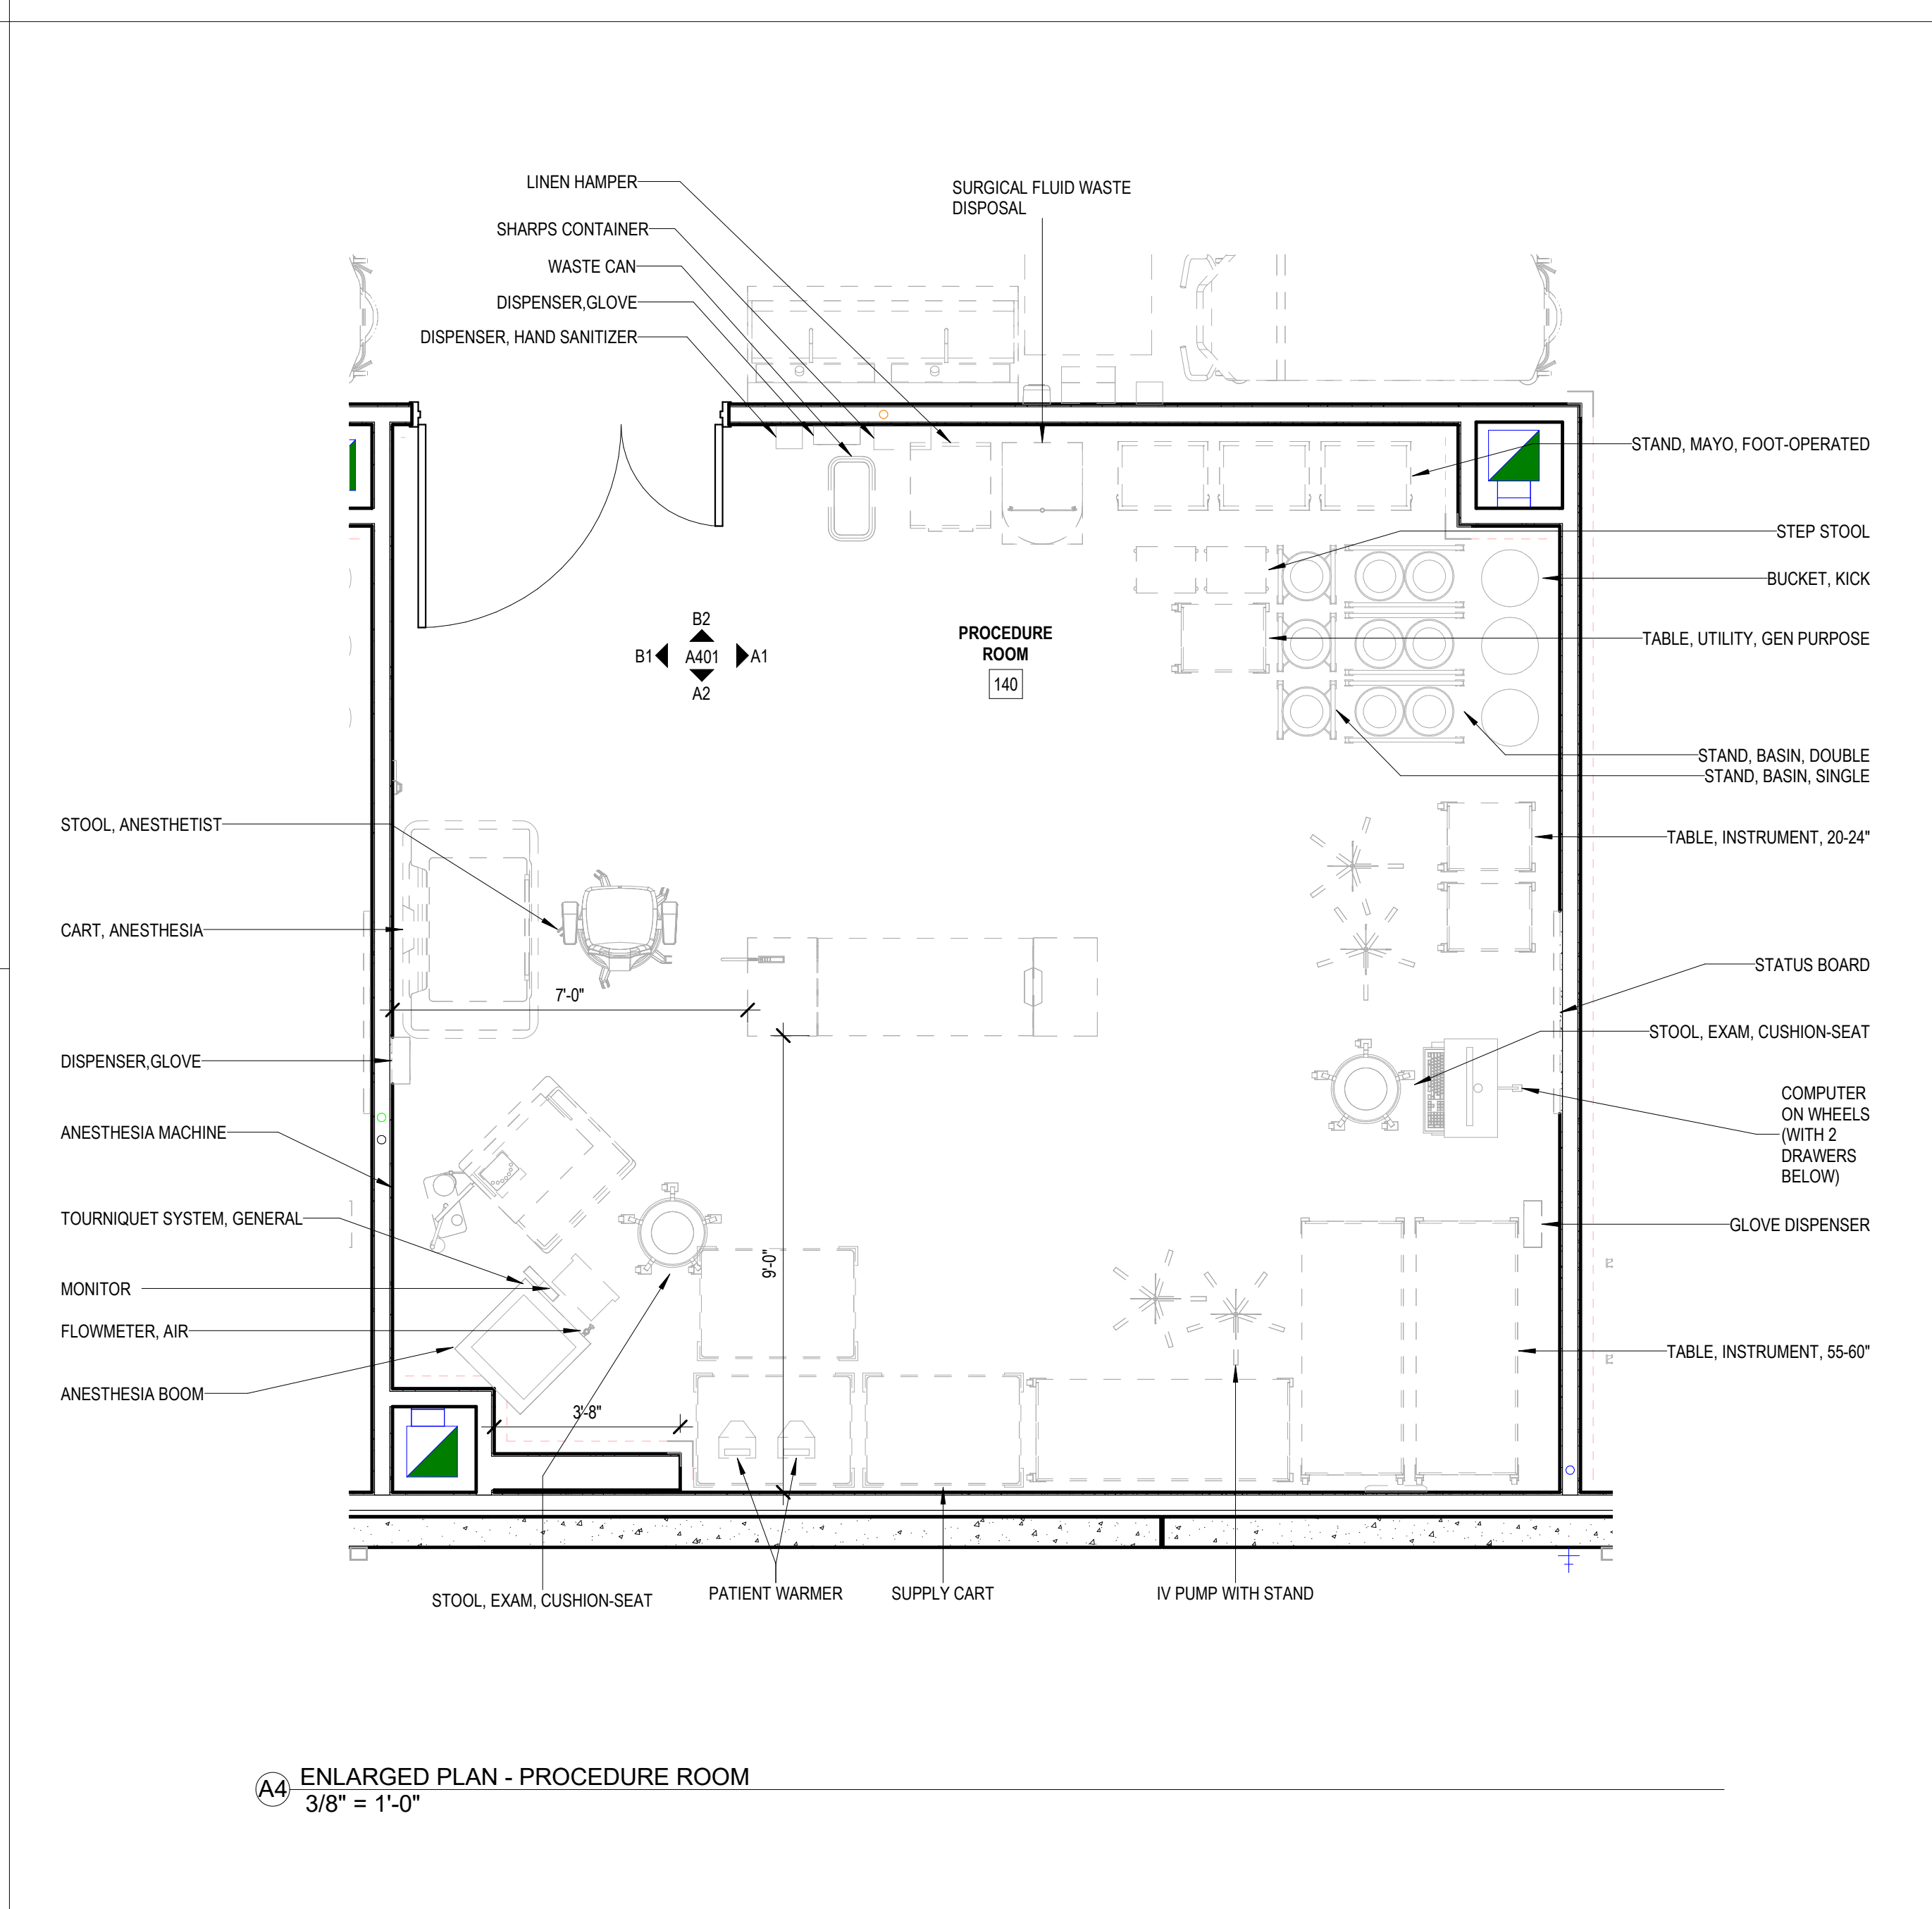 LINEN HAMPER
SURGICAL FLUID WASTE
DISPOSAL
SHARPS CONTAINER
WASTE CAN
DISPENSER,GLOVE
DISPENSER, HAND SANITIZER
STAND, MAYO, FOOT-OPERATED
STEP STOOL
BUCKET, KICK
B2
B1
A401
A1
A2
PROCEDURE
ROOM
140
TABLE, UTILITY, GEN PURPOSE
STAND, BASIN, DOUBLE
STAND, BASIN, SINGLE
STOOL, ANESTHETIST
TABLE, INSTRUMENT, 20-24"
CART, ANESTHESIA
STATUS BOARD
7'-0"
STOOL, EXAM, CUSHION-SEAT
DISPENSER,GLOVE
COMPUTER
ON WHEELS
(WITH 2
DRAWERS
BELOW)
ANESTHESIA MACHINE
TOURNIQUET SYSTEM, GENERAL
GLOVE DISPENSER
9'-0"
MONITOR
FLOWMETER, AIR
TABLE, INSTRUMENT, 55-60"
ANESTHESIA BOOM
3'-8"
STOOL, EXAM, CUSHION-SEAT
PATIENT WARMER
SUPPLY CART
IV PUMP WITH STAND
A4
ENLARGED PLAN - PROCEDURE ROOM
3/8" = 1'-0"